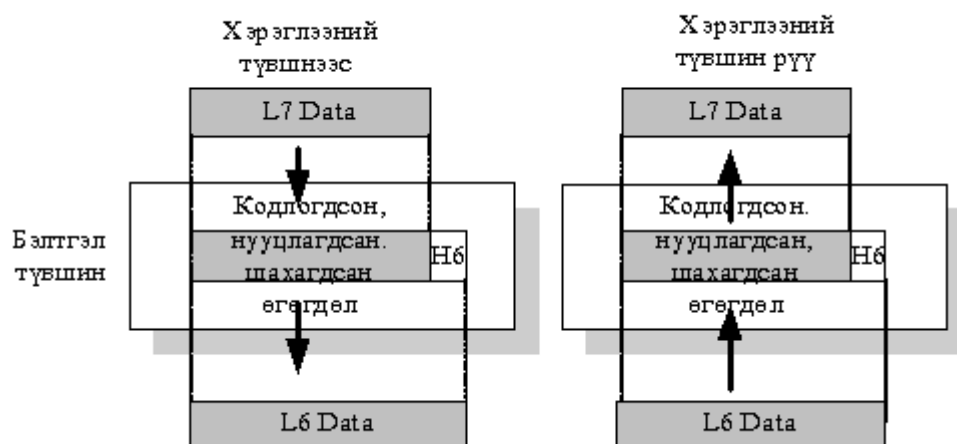 Хэрэглээний
түвшнээс
L7 Data
Кодлогдсон,
нууцлагдсан.
шахагдсан
өгөгдөл
H6
L6 Data
Бэлтгэл
түвшин
Хэрэглээний
түвшин рүү
L7 Data
Кодлогдсон.
нууцлагдсан,
шахагдсан
өгөгдөл
H6
L6 Data